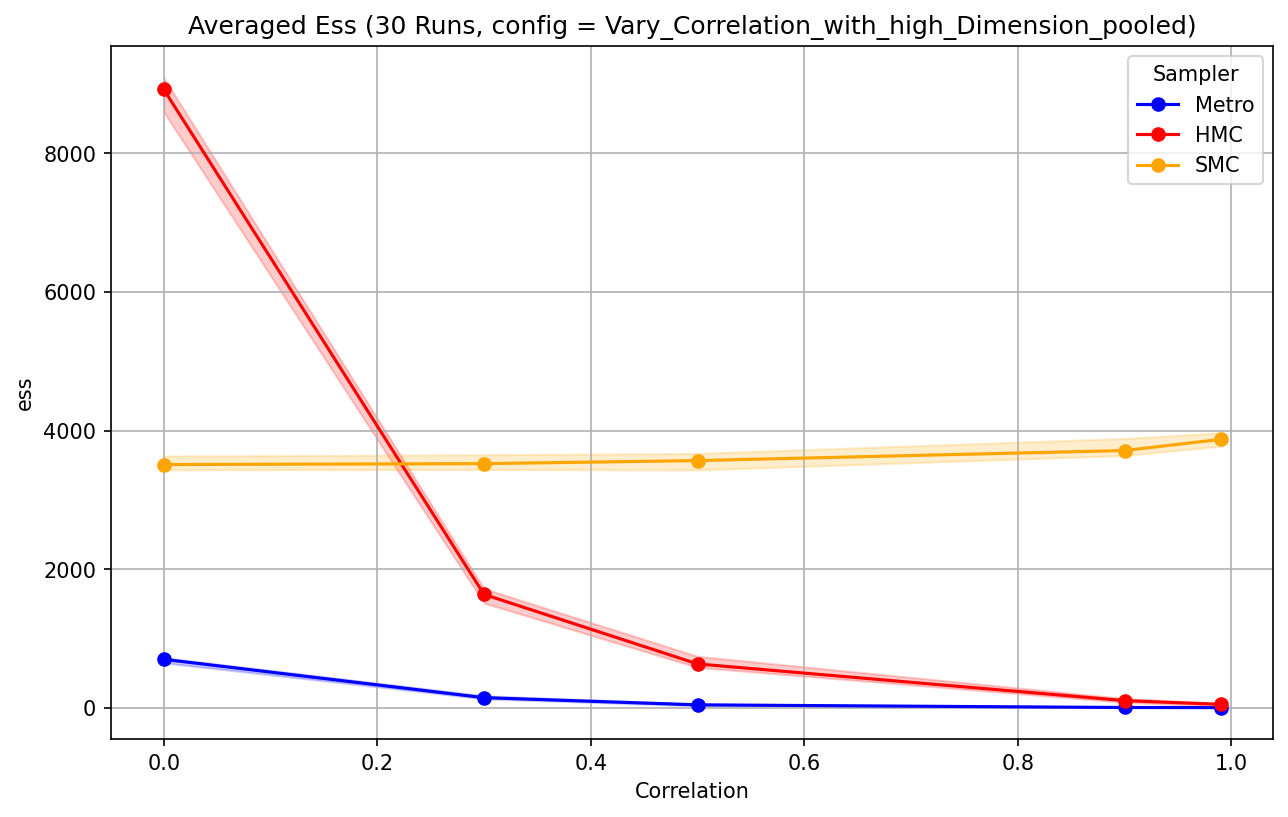 Averaged Ess (30 Runs, config = Vary_Correlation_with_high_Dimension_pooled)
Sampler
Metro
HMC
SMC
8000
6000
4000
2000
0
ess
0.0 0.2 0.4 0.6 0.8 1.0
Correlation